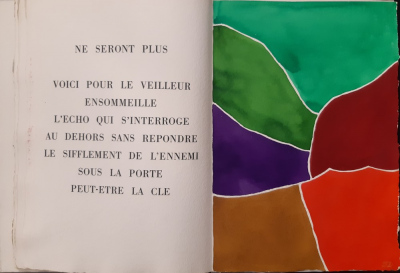 NE SERONT PLUS
VOICI POUR LE VEILLEUR
ENSOMMEILLE
L'ECHO QUI S'INTERROGE
AU DEHORS SANS REPONDRE
LE SIFFLEMENT DE L'ENNEMI
SOUS LA PORTE
PEUT-ETRE LA CLE